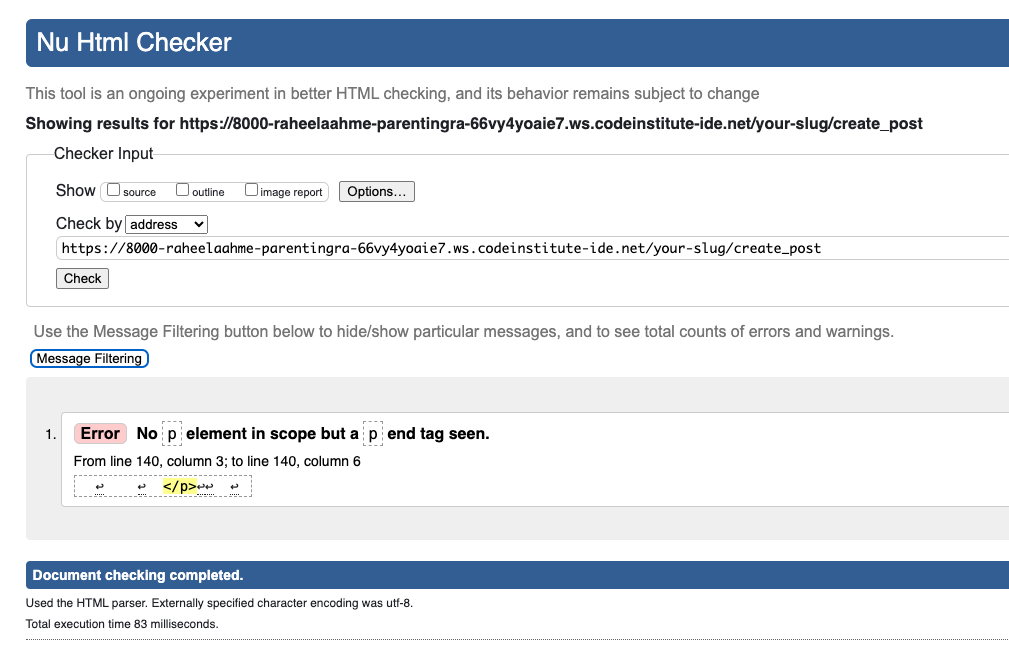 Nu Html Checker
This tool is an ongoing experiment in better HTML checking, and its behavior remains subject to change
Showing results for https://8000-raheelaahme-parentingra-66vy4yoaie7.ws.codeinstitute-ide.net/your-slug/create_post
Checker Input
Show source outline image report Options...
Check by address
https://8000-raheelaahme-parentingra-66vy4yoaie7.ws.codeinstitute-ide.net/your-slug/create_post
Check
Use the Message Filtering button below to hide/show particular messages, and to see total counts of errors and warnings.
Message Filtering
1. Error No p element in scope but a p end tag seen.
From line 140, column 3; to line 140, column 6
↩ ↩ </p>↩↩ ↩
Document checking completed.
Used the HTML parser. Externally specified character encoding was utf-8.
Total execution time 83 milliseconds.